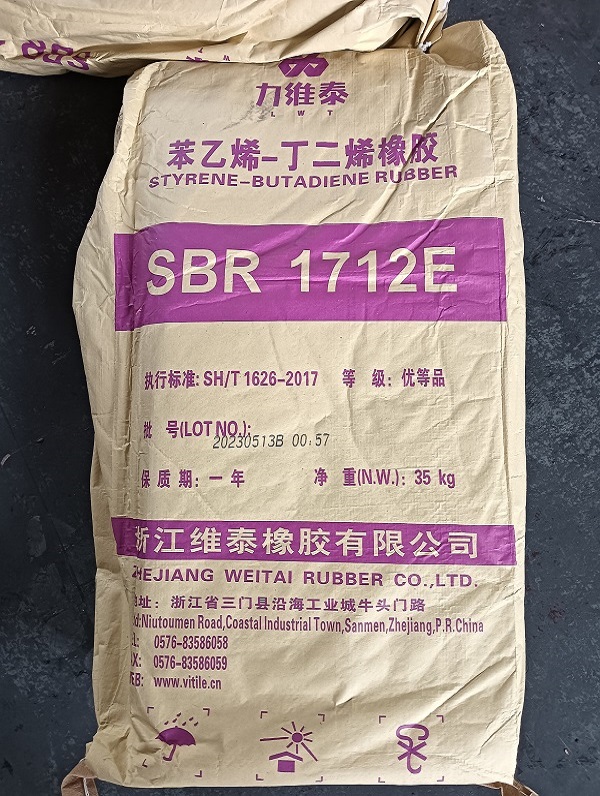 SBR
力维泰
LWT
苯乙烯-丁二烯橡胶
STYRENE-BUTADIENE RUBBER
SBR 1712E
执行标准: SH/T 1626-2017 等 级: 优等品
批 号(LOT NO.): 20230513B 00:57
保 质 期: 一 年 净 重(N.W.): 35 kg
浙江维泰橡胶有限公司
ZHEJIANG WEITAI RUBBER CO.,LTD.
地址: 浙江省三门县沿海工业城牛头门路
Niutoumen Road,Coastal Industrial Town,Sanmen,Zhejiang,P.R.China
0576-83586058
0576-83586059
www.vitile.cn